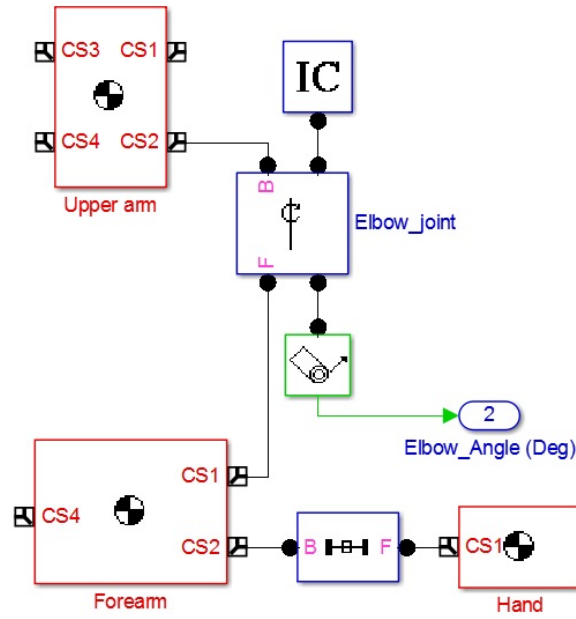 CS3 CS1
IC
CS4 CS2
Upper arm
B
Elbow_joint
F
2
Elbow_Angle (Deg)
CS1
CS4
CS2
B F
CS1
Forearm
Hand